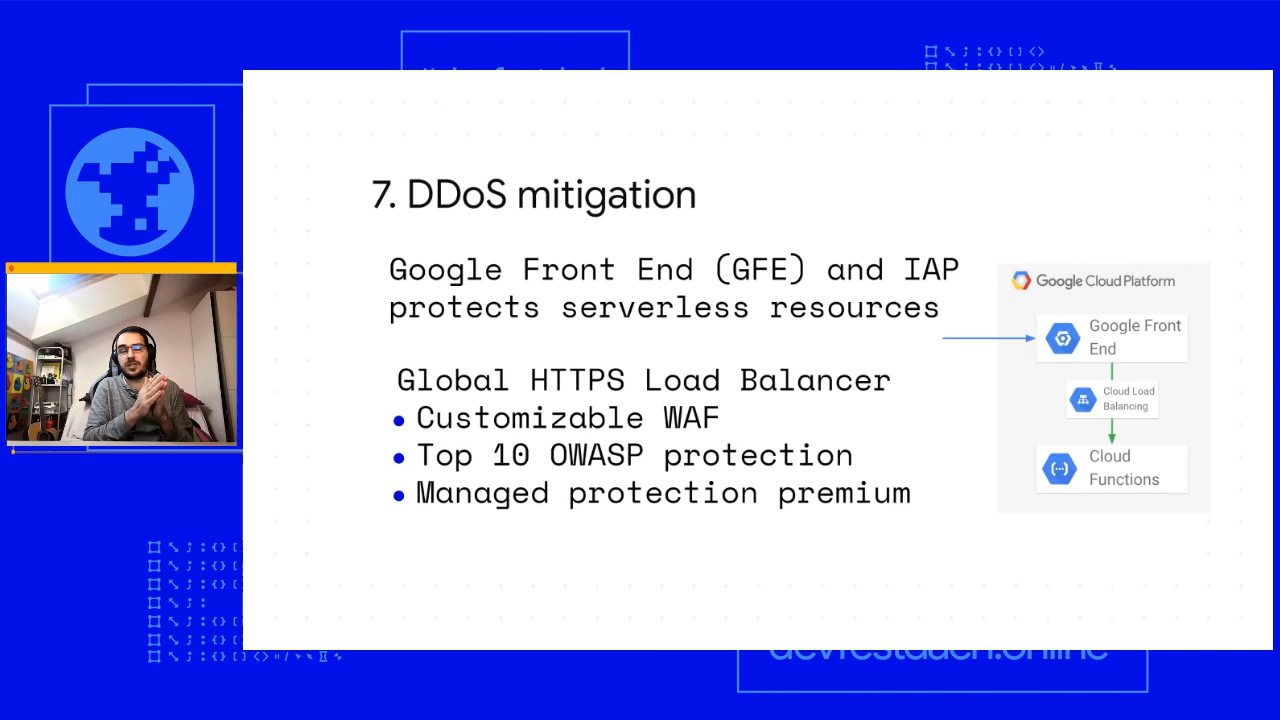 7. DDoS mitigation
Google Front End (GFE) and IAP
protects serverless resources
Global HTTPS Load Balancer
• Customizable WAF
• Top 10 OWASP protection
• Managed protection premium
Google Cloud Platform
Google Front
End
Cloud Load
Balancing
Cloud
Functions